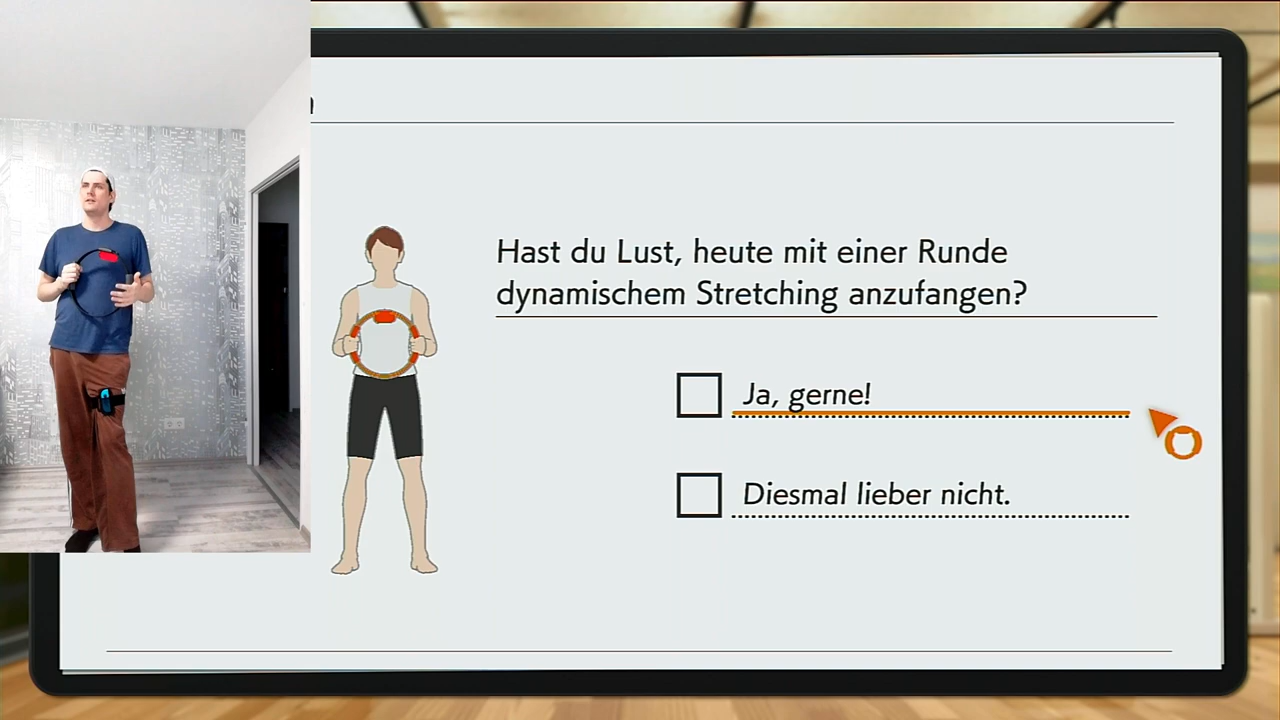 Hast du Lust, heute mit einer Runde
dynamischem Stretching anzufangen?
Ja, gerne!
Diesmal lieber nicht.